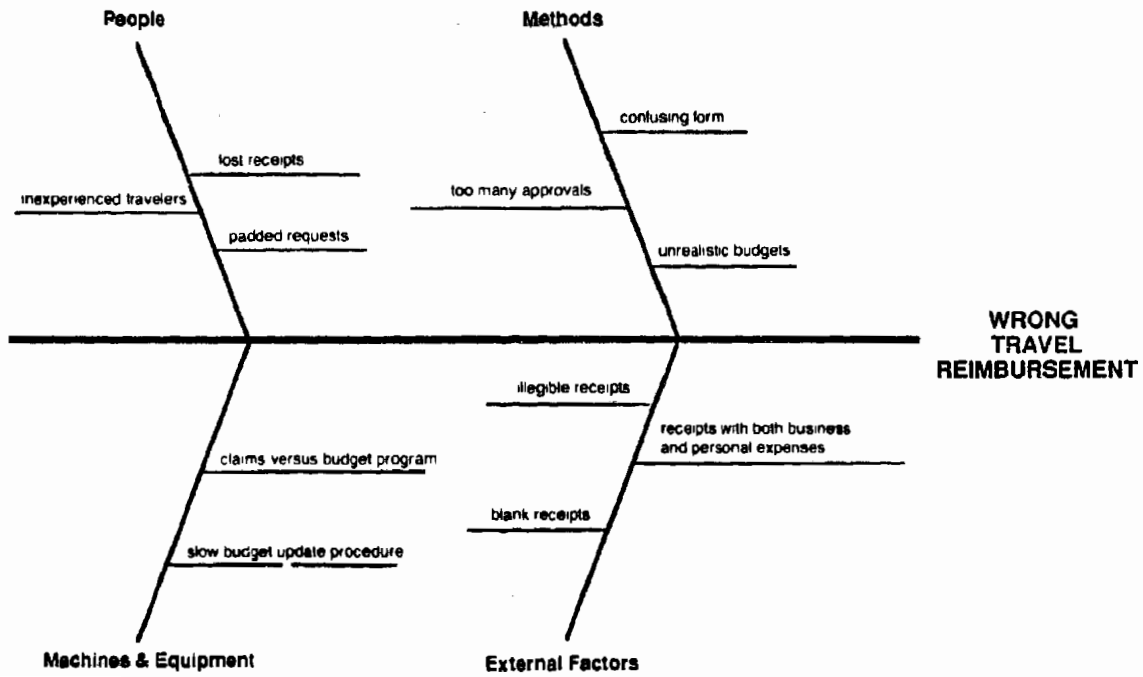 People
Methods
confusing form
lost receipts
too many approvals
inexperienced travelers
padded requests
unrealistic budgets
WRONG
TRAVEL
REIMBURSEMENT
illegible receipts
receipts with both business
and personal expenses
claims versus budget program
blank receipts
slow budget update procedure
Machines & Equipment
External Factors